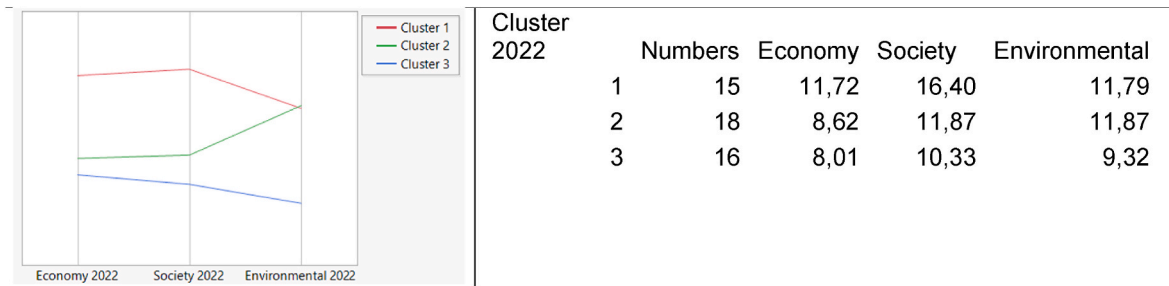 Cluster 1
Cluster 2
Cluster 3
Economy 2022 Society 2022 Environmental 2022
Cluster
2022 Numbers Economy Society Environmental
1 15 11,72 16,40 11,79
2 18 8,62 11,87 11,87
3 16 8,01 10,33 9,32